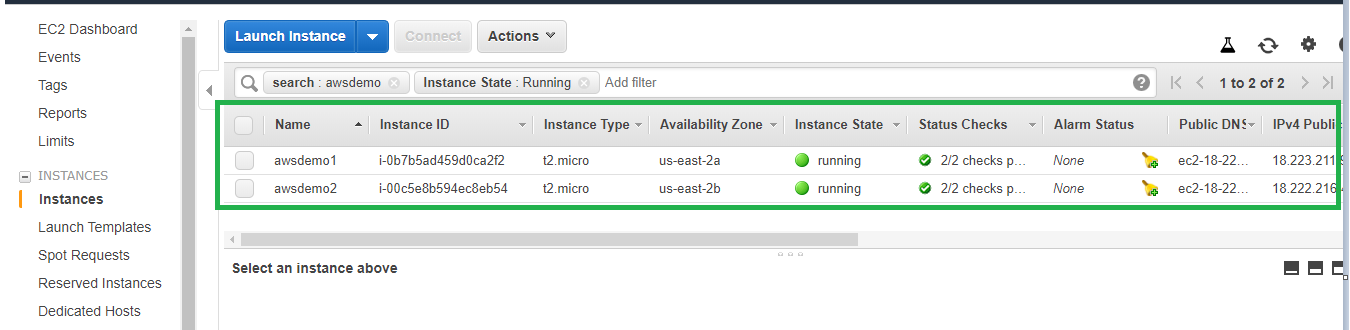 EC2 Dashboard
Events
Tags
Reports
Limits
INSTANCES
Instances
Launch Templates
Spot Requests
Reserved Instances
Dedicated Hosts
Launch Instance Connect Actions
search : awsdemo Instance State : Running Add filter 1 to 2 of 2
Name Instance ID Instance Type Availability Zone Instance State Status Checks Alarm Status Public DNS IPv4 Public
awsdemo1 i-0b7b5ad459d0ca2f2 t2.micro us-east-2a running 2/2 checks p... None ec2-18-22... 18.223.211.
awsdemo2 i-00c5e8b594ec8eb54 t2.micro us-east-2b running 2/2 checks p... None ec2-18-22... 18.222.216.
Select an instance above